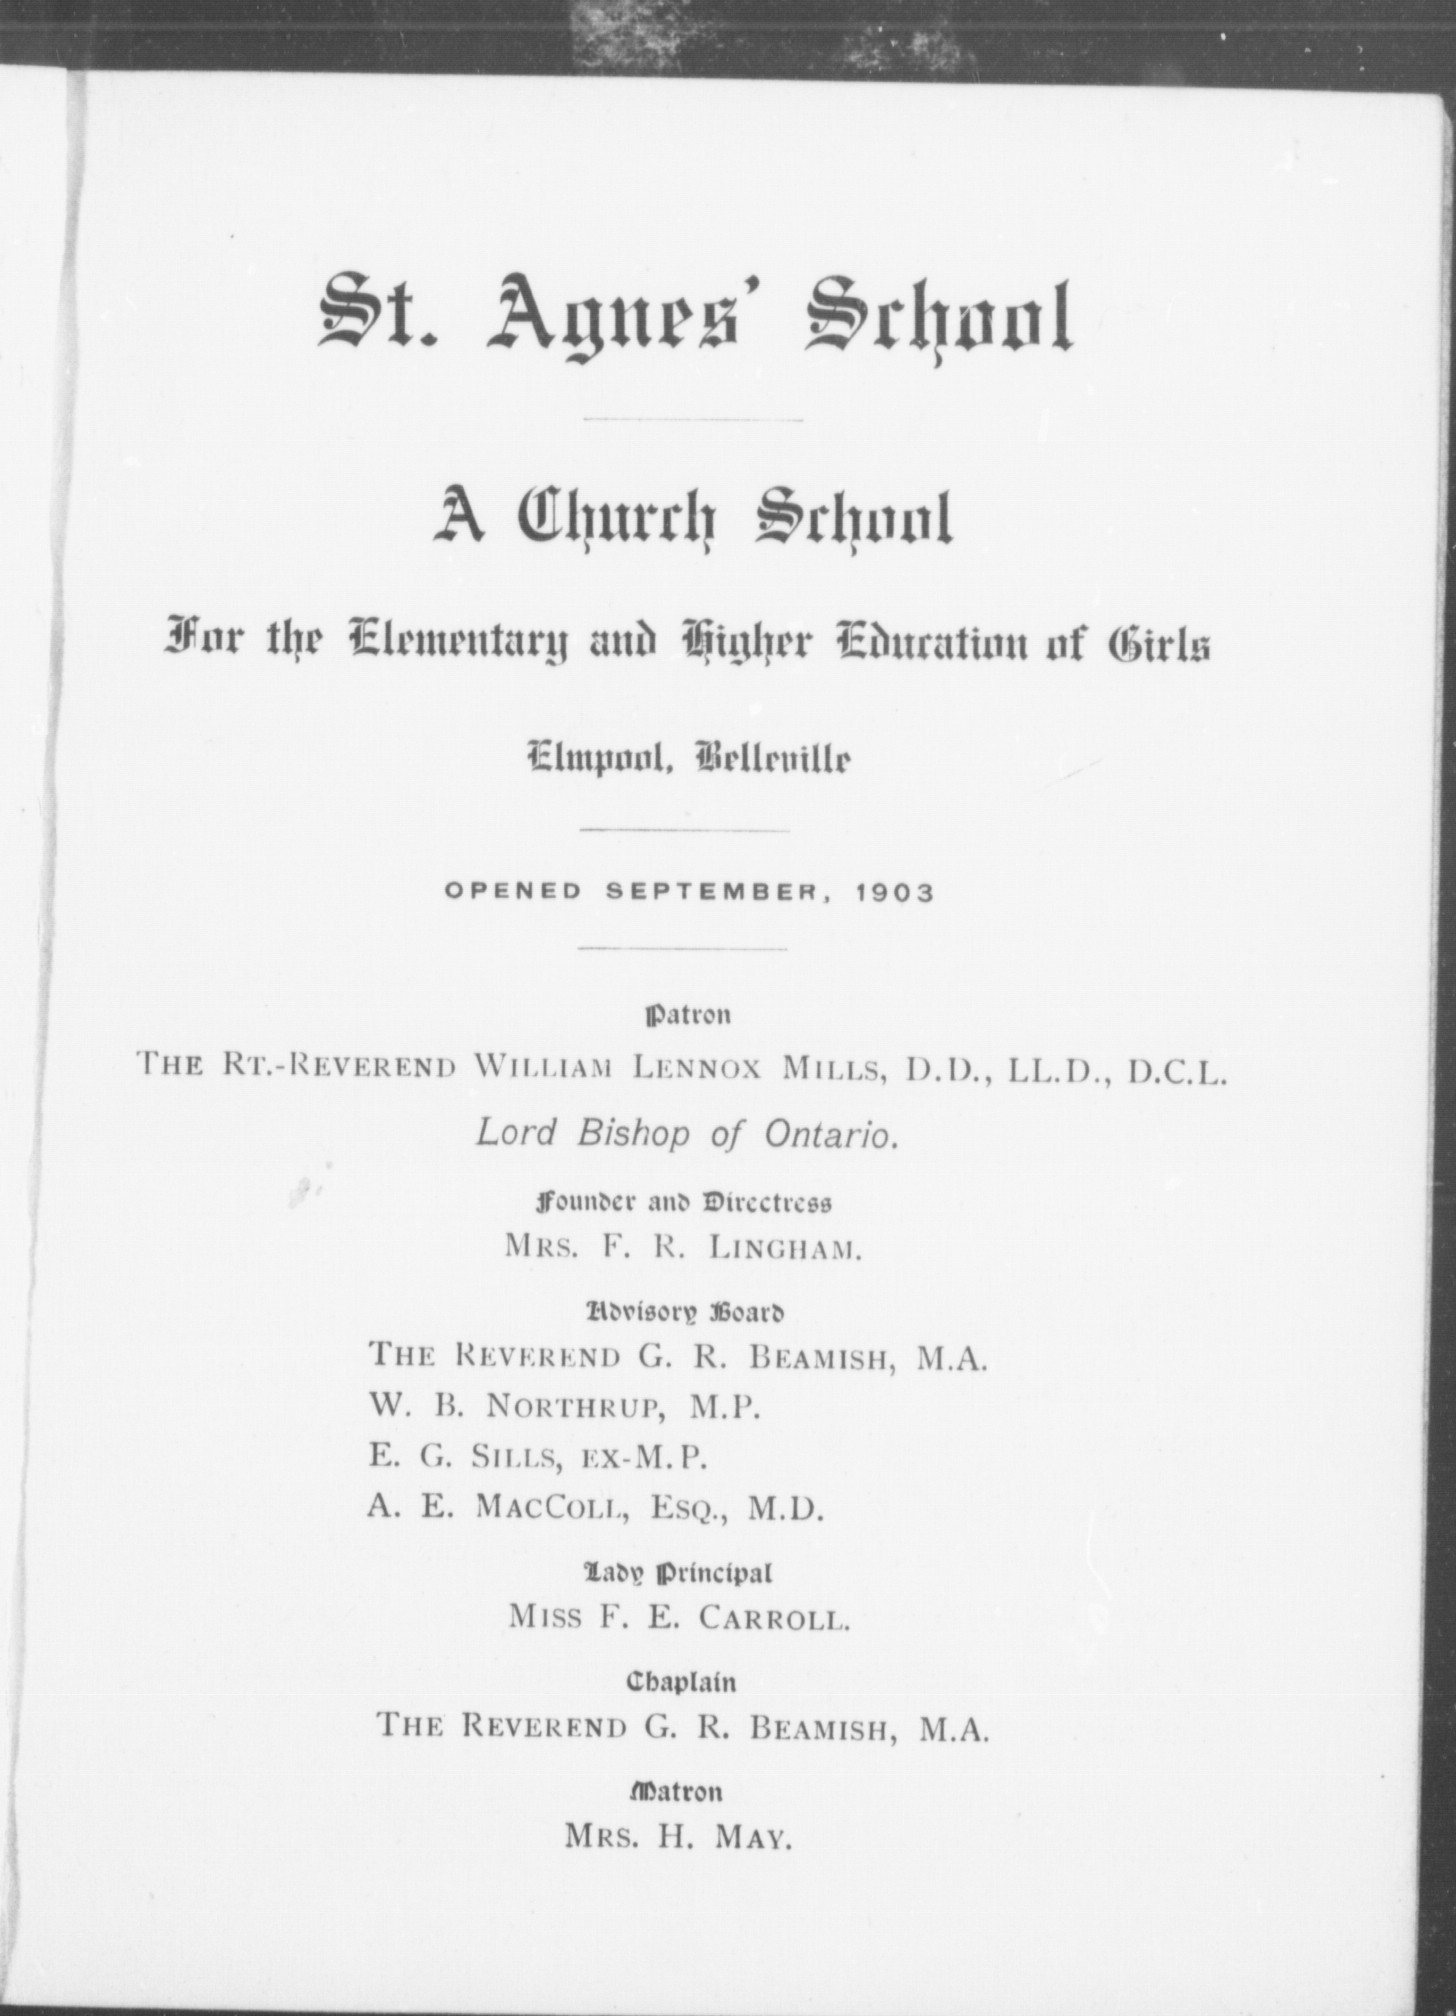 St. Agnes' School
A Church School
For the Elementary and Higher Education of Girls
Elmpool, Belleville
OPENED SEPTEMBER, 1903
Patron
THE RT.-REVEREND WILLIAM LENNOX MILLS, D.D., LL.D., D.C.L.
Lord Bishop of Ontario.
Founder and Directress
MRS. F. R. LINGHAM.
Advisory Board
THE REVEREND G. R. BEAMISH, M.A.
W. B. NORTHRUP, M.P.
E. G. SILLS, EX-M.P.
A. E. MACCOLL, ESQ., M.D.
Lady Principal
MISS F. E. CARROLL.
Chaplain
THE REVEREND G. R. BEAMISH, M.A.
Matron
MRS. H. MAY.